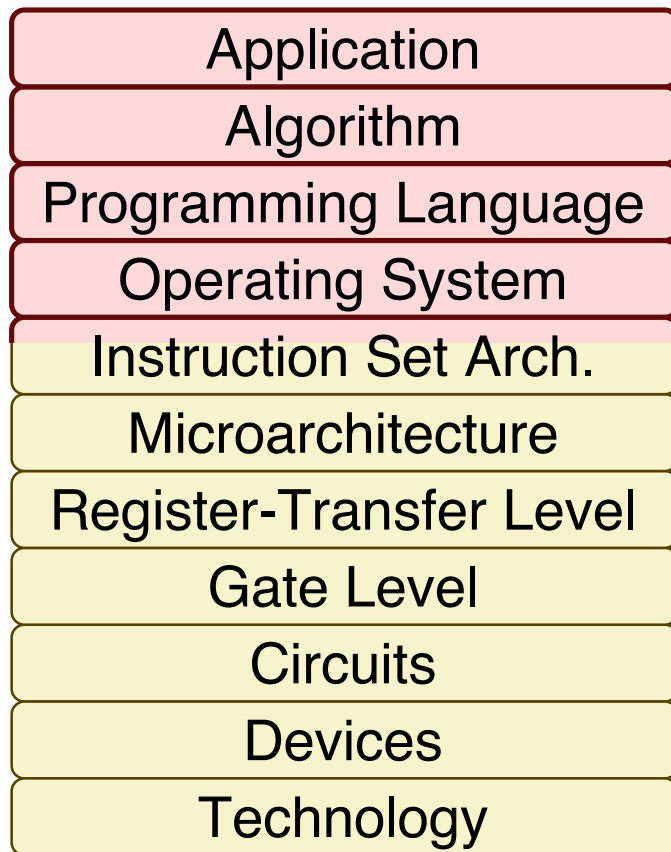 Application
Algorithm
Programming Language
Operating System
Instruction Set Arch.
Microarchitecture
Register-Transfer Level
Gate Level
Circuits
Devices
Technology